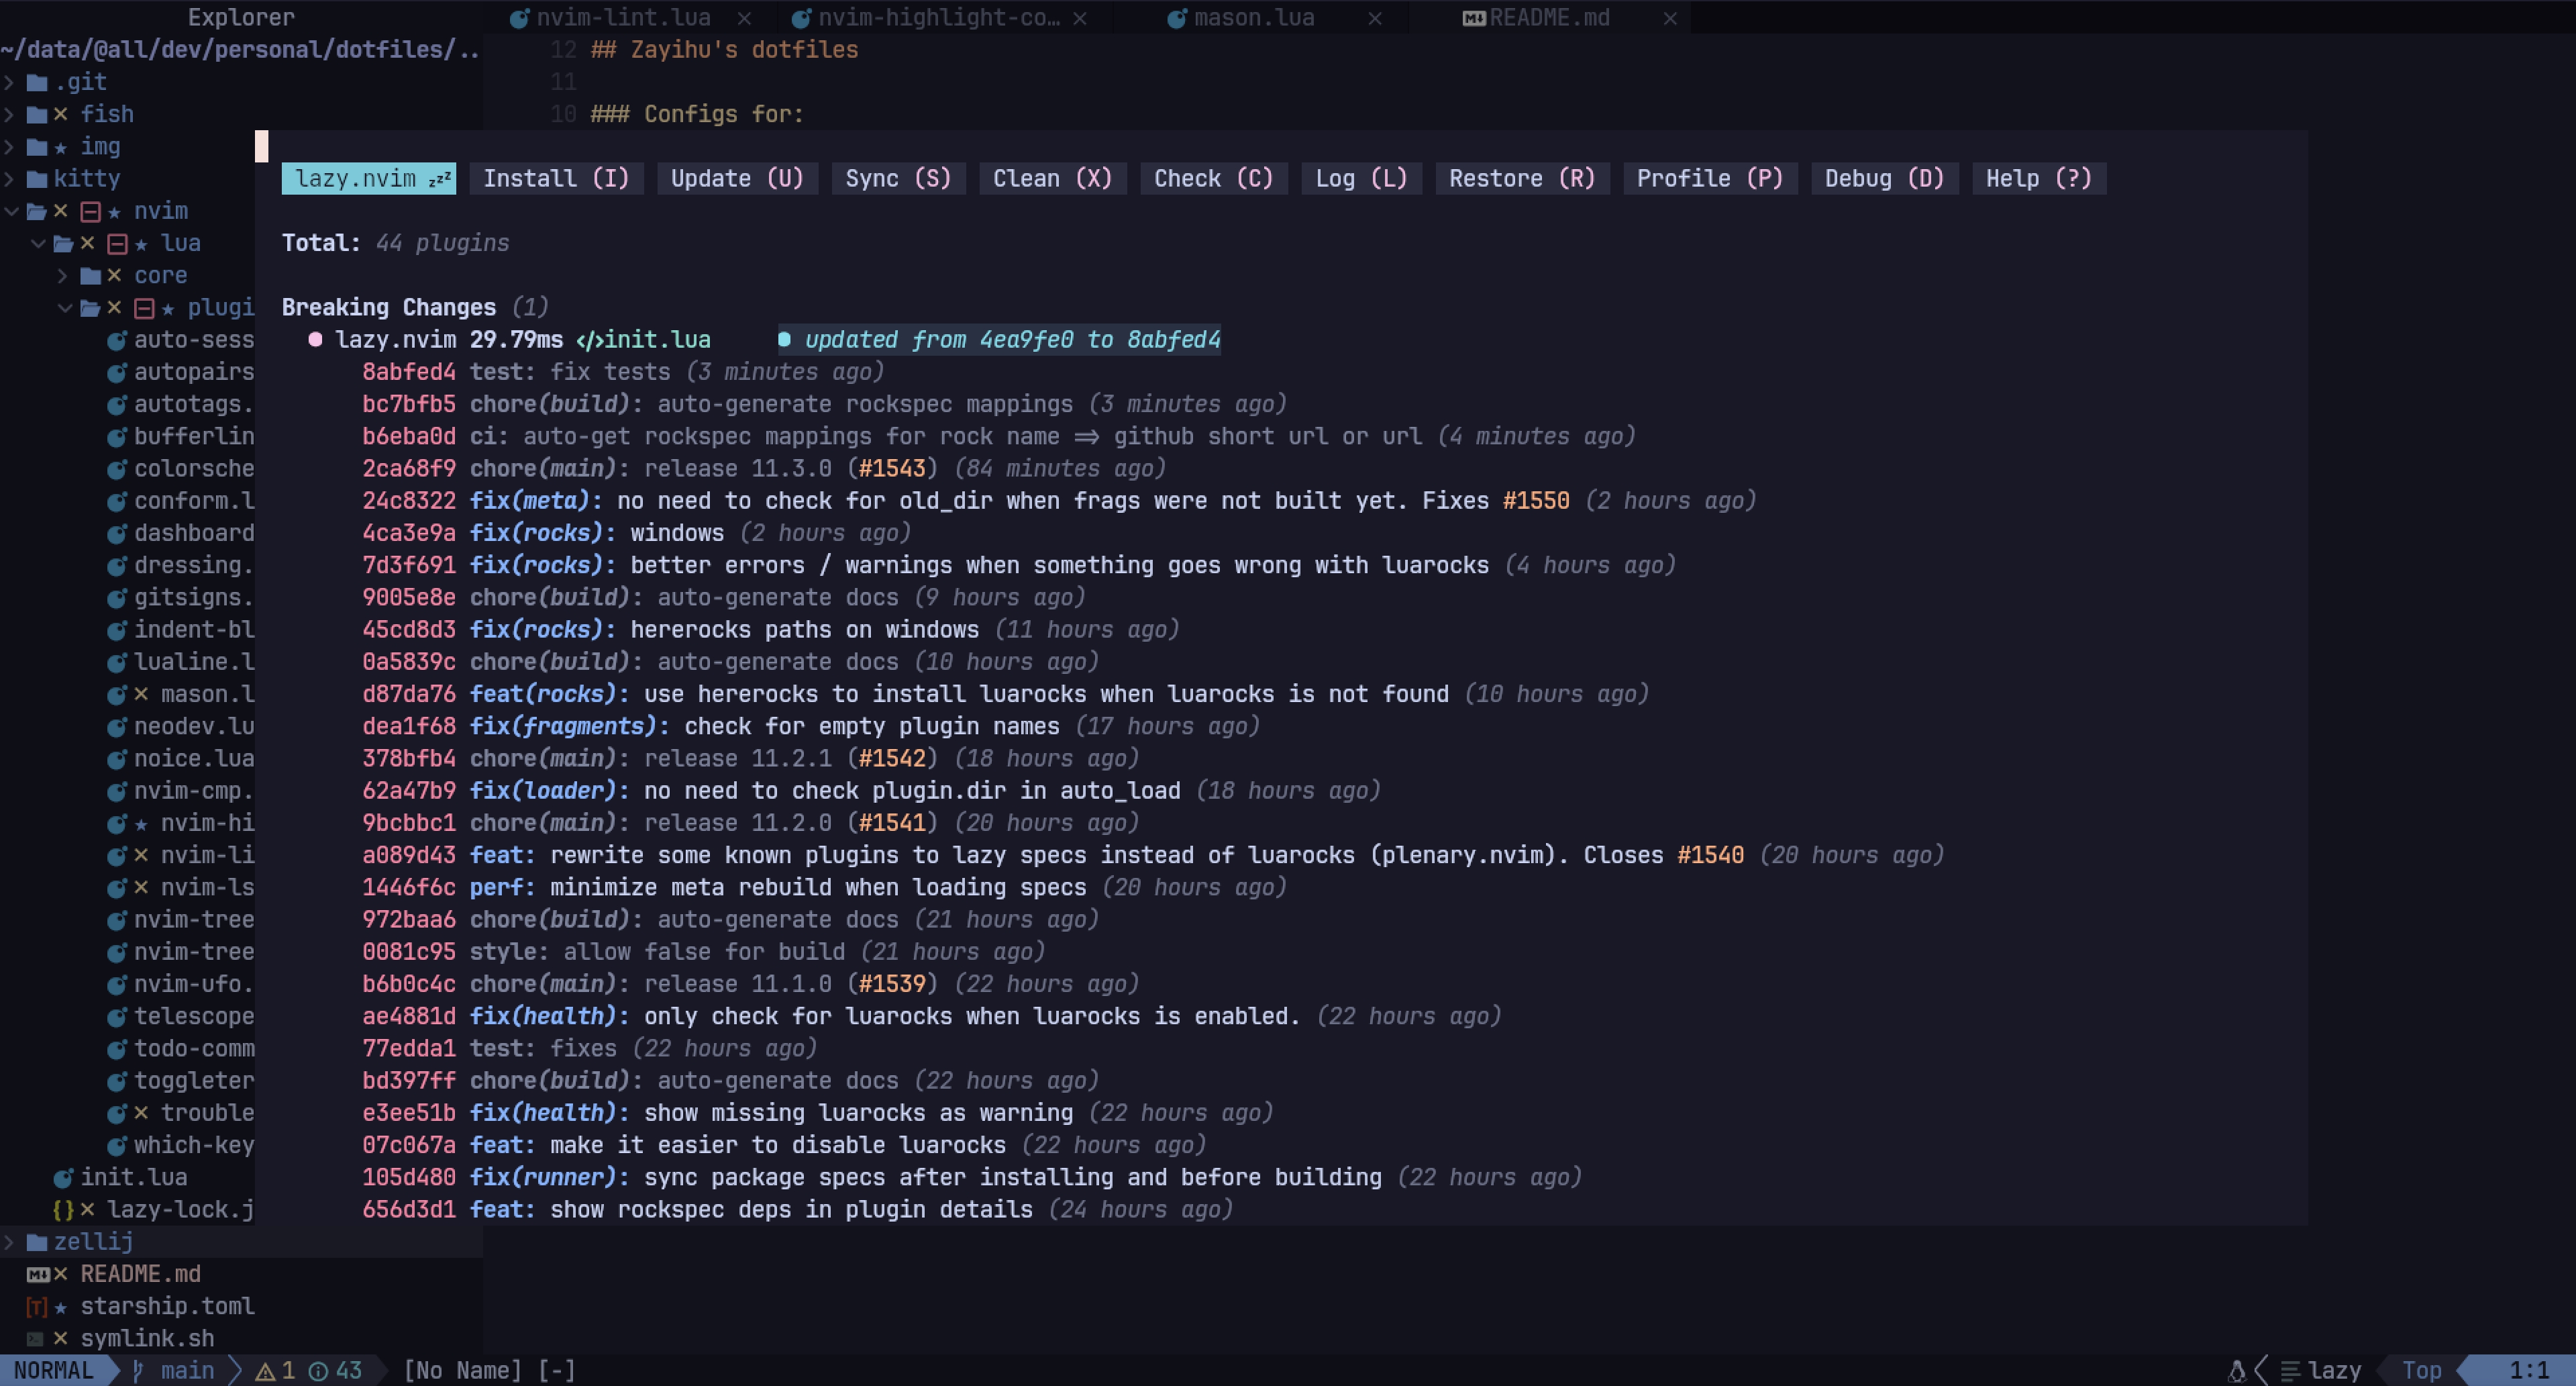 Explorer
nvim-lint.lua × nvim-highlight-co… × mason.lua × README.md ×
~/data/@all/dev/personal/dotfiles/..
.git
fish
img
kitty
nvim
lua
core
plugi
auto-sess
autopairs
autotags.
bufferlin
colorsche
conform.l
dashboard
dressing.
gitsigns.
indent-bl
lualine.l
mason.l
neodev.lu
noice.lua
nvim-cmp.
nvim-hi
nvim-li
nvim-ls
nvim-tree
nvim-tree
nvim-ufo.
telescope
todo-comm
toggleter
trouble
which-key
init.lua
{} lazy-lock.j
zellij
README.md
starship.toml
symlink.sh
12 ## Zayihu's dotfiles
11
10 ### Configs for:
lazy.nvim zzz Install (I) Update (U) Sync (S) Clean (X) Check (C) Log (L) Restore (R) Profile (P) Debug (D) Help (?)
Total: 44 plugins
Breaking Changes (1)
● lazy.nvim 29.79ms </>init.lua updated from 4ea9fe0 to 8abfed4
8abfed4 test: fix tests (3 minutes ago)
bc7bfb5 chore(build): auto-generate rockspec mappings (3 minutes ago)
b6eba0d ci: auto-get rockspec mappings for rock name => github short url or url (4 minutes ago)
2ca68f9 chore(main): release 11.3.0 (#1543) (84 minutes ago)
24c8322 fix(meta): no need to check for old_dir when frags were not built yet. Fixes #1550 (2 hours ago)
4ca3e9a fix(rocks): windows (2 hours ago)
7d3f691 fix(rocks): better errors / warnings when something goes wrong with luarocks (4 hours ago)
9005e8e chore(build): auto-generate docs (9 hours ago)
45cd8d3 fix(rocks): hererocks paths on windows (11 hours ago)
0a5839c chore(build): auto-generate docs (10 hours ago)
d87da76 feat(rocks): use hererocks to install luarocks when luarocks is not found (10 hours ago)
dea1f68 fix(fragments): check for empty plugin names (17 hours ago)
378bfb4 chore(main): release 11.2.1 (#1542) (18 hours ago)
62a47b9 fix(loader): no need to check plugin.dir in auto_load (18 hours ago)
9bcbbc1 chore(main): release 11.2.0 (#1541) (20 hours ago)
a089d43 feat: rewrite some known plugins to lazy specs instead of luarocks (plenary.nvim). Closes #1540 (20 hours ago)
1446f6c perf: minimize meta rebuild when loading specs (20 hours ago)
972baa6 chore(build): auto-generate docs (21 hours ago)
0081c95 style: allow false for build (21 hours ago)
b6b0c4c chore(main): release 11.1.0 (#1539) (22 hours ago)
ae4881d fix(health): only check for luarocks when luarocks is enabled. (22 hours ago)
77edda1 test: fixes (22 hours ago)
bd397ff chore(build): auto-generate docs (22 hours ago)
e3ee51b fix(health): show missing luarocks as warning (22 hours ago)
07c067a feat: make it easier to disable luarocks (22 hours ago)
105d480 fix(runner): sync package specs after installing and before building (22 hours ago)
656d3d1 feat: show rockspec deps in plugin details (24 hours ago)
NORMAL main 1 43 [No Name] [-] lazy Top 1:1